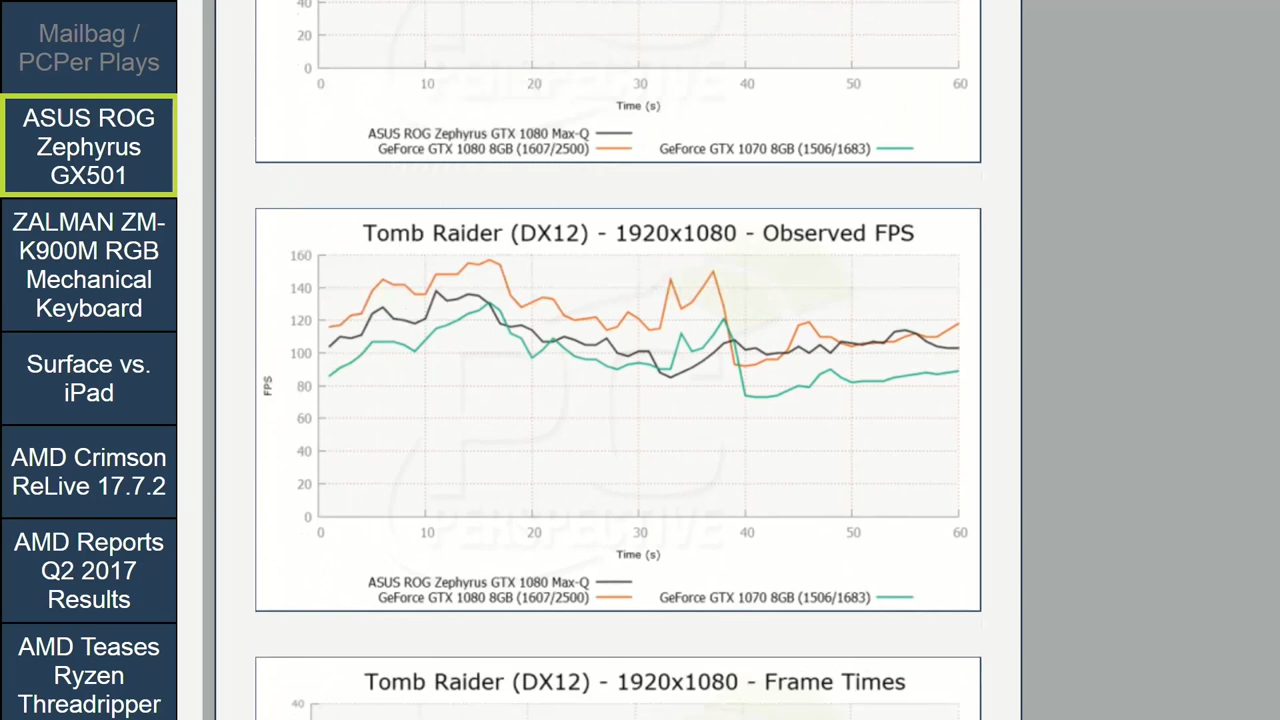 Mailbag /
PCPer Plays
ASUS ROG
Zephyrus
GX501
ZALMAN ZM-
K900M RGB
Mechanical
Keyboard
Surface vs.
iPad
AMD Crimson
ReLive 17.7.2
AMD Reports
Q2 2017
Results
AMD Teases
Ryzen
Threadripper
40
20
0
0 10 20 30 40 50 60
PERSPECTIVE
Time (s)
ASUS ROG Zephyrus GTX 1080 Max-Q
GeForce GTX 1080 8GB (1607/2500) GeForce GTX 1070 8GB (1506/1683)
Tomb Raider (DX12) - 1920x1080 - Observed FPS
160
140
120
100
80
60
40
20
0
FPS
PC
PERSPECTIVE
0 10 20 30 40 50 60
Time (s)
ASUS ROG Zephyrus GTX 1080 Max-Q
GeForce GTX 1080 8GB (1607/2500) GeForce GTX 1070 8GB (1506/1683)
Tomb Raider (DX12) - 1920x1080 - Frame Times
40